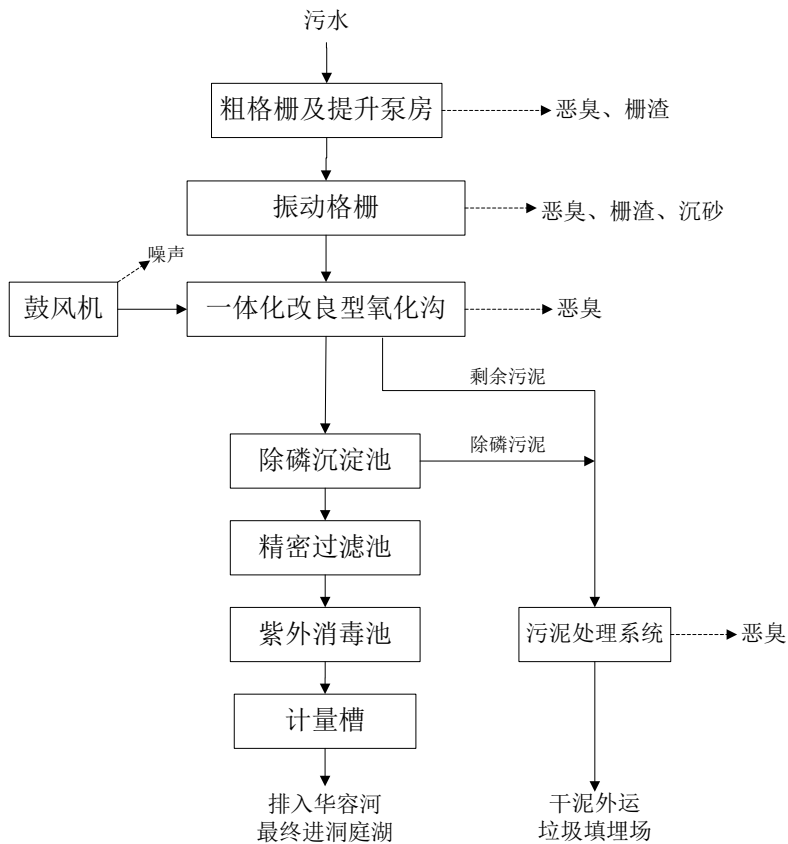 污水
粗格栅及提升泵房
恶臭、栅渣
振动格栅
恶臭、栅渣、沉砂
噪声
鼓风机
一体化改良型氧化沟
恶臭
剩余污泥
除磷沉淀池
除磷污泥
精密过滤池
紫外消毒池
污泥处理系统
恶臭
计量槽
排入华容河
最终进洞庭湖
干泥外运
垃圾填埋场